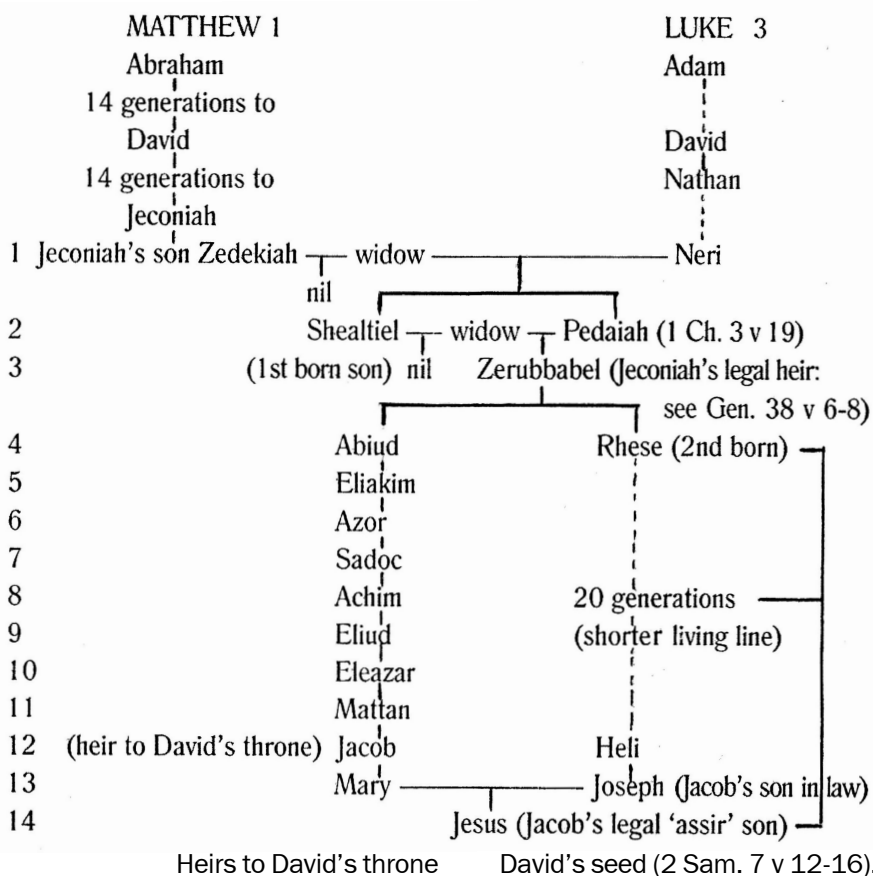 MATTHEW 1 LUKE 3
Abraham Adam
14 generations to
David David
14 generations to Nathan
Jeconiah
1 Jeconiah's son Zedekiah widow Neri
nil
2 Shealtiel widow Pedaiah (1 Ch. 3 v 19)
3 (1st born son) nil Zerubbabel (Jeconiah's legal heir:
see Gen. 38 v 6-8)
4 Abiud Rhese (2nd born)
5 Eliakim
6 Azor
7 Sadoc
8 Achim 20 generations
9 Eliud (shorter living line)
10 Eleazar
11 Mattan
12 (heir to David's throne) Jacob Heli
13 Mary Joseph (Jacob's son in law)
14 Jesus (Jacob's legal 'assir' son)
Heirs to David's throne David's seed (2 Sam. 7 v 12-16).